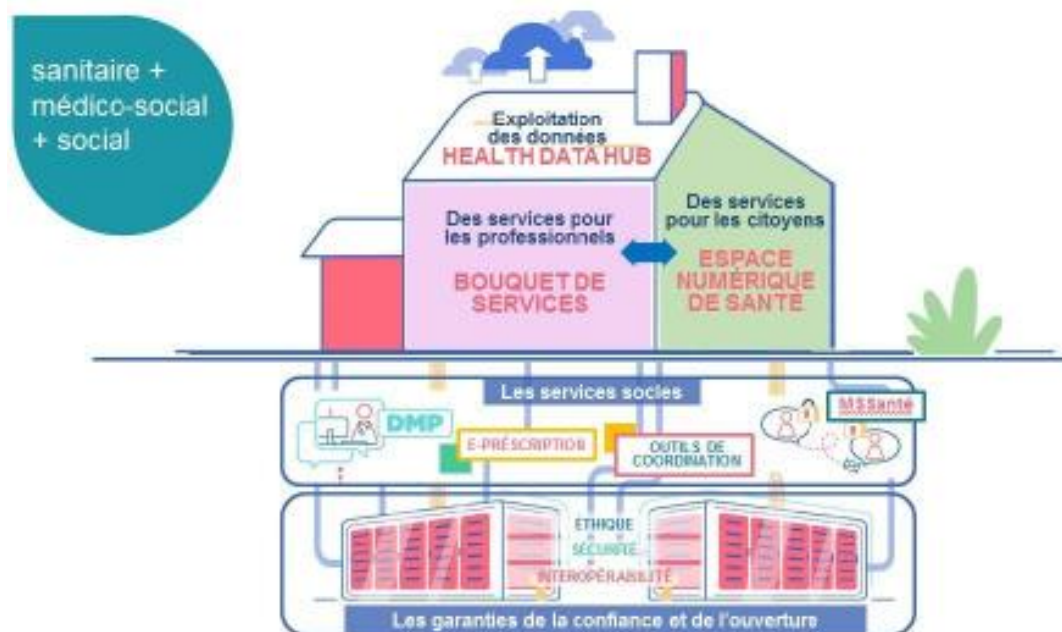 sanitaire +
médico-social
+ social
Exploitation
des données
HEALTH DATA HUB
Des services pour
les professionnels
BOUQUET DE
SERVICES
Des services
pour les citoyens
ESPACE
NUMÉRIQUE
DE SANTÉ
Les services socles
DMP
E-PRÉSCRIPTION
OUTILS DE
COORDINATION
MSSanté
ÉTHIQUE
SÉCURITÉ
INTEROPÉRABILITÉ
Les garanties de la confiance et de l'ouverture